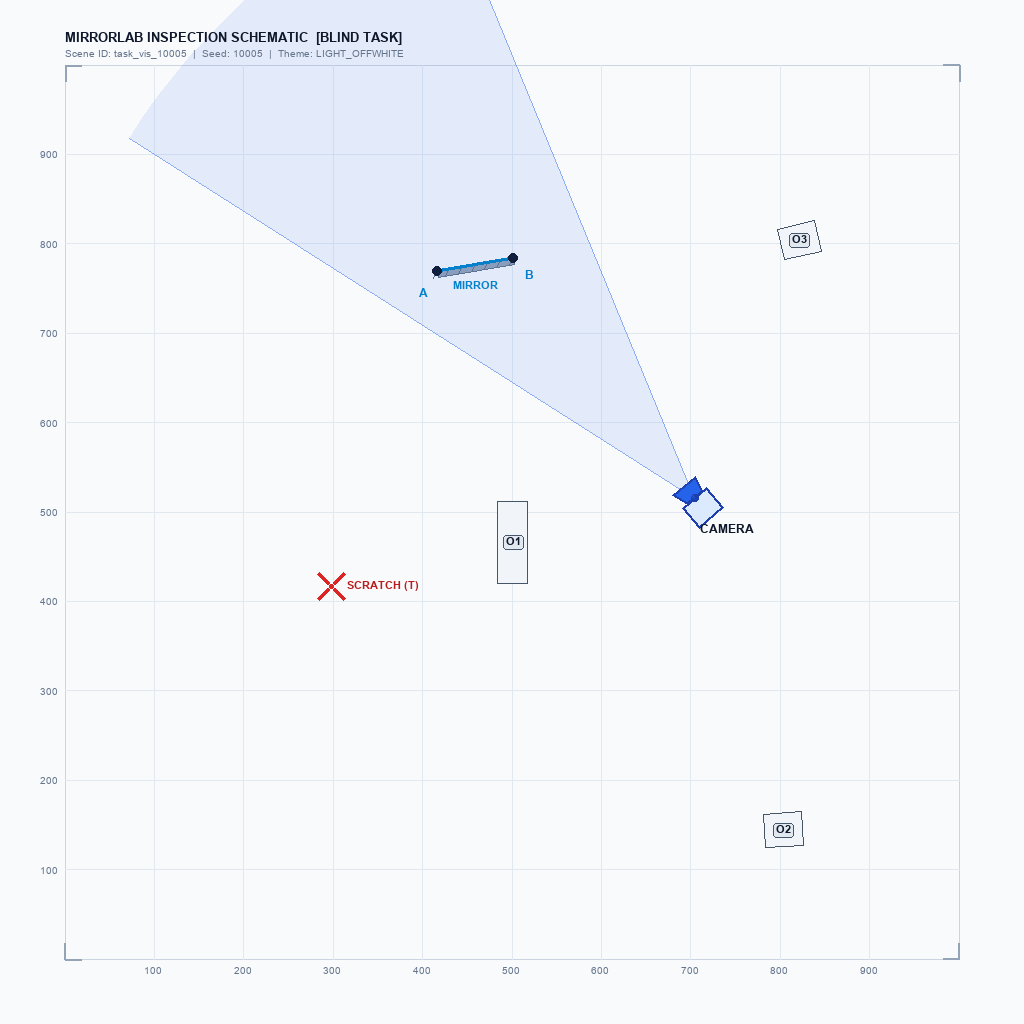 MIRRORLAB INSPECTION SCHEMATIC [BLIND TASK]
Scene ID: task_vis_10005 | Seed: 10005 | Theme: LIGHT_OFFWHITE
900
800
700
600
500
400
300
200
100
O3
A
MIRROR
B
CAMERA
O1
SCRATCH (T)
O2
100 200 300 400 500 600 700 800 900